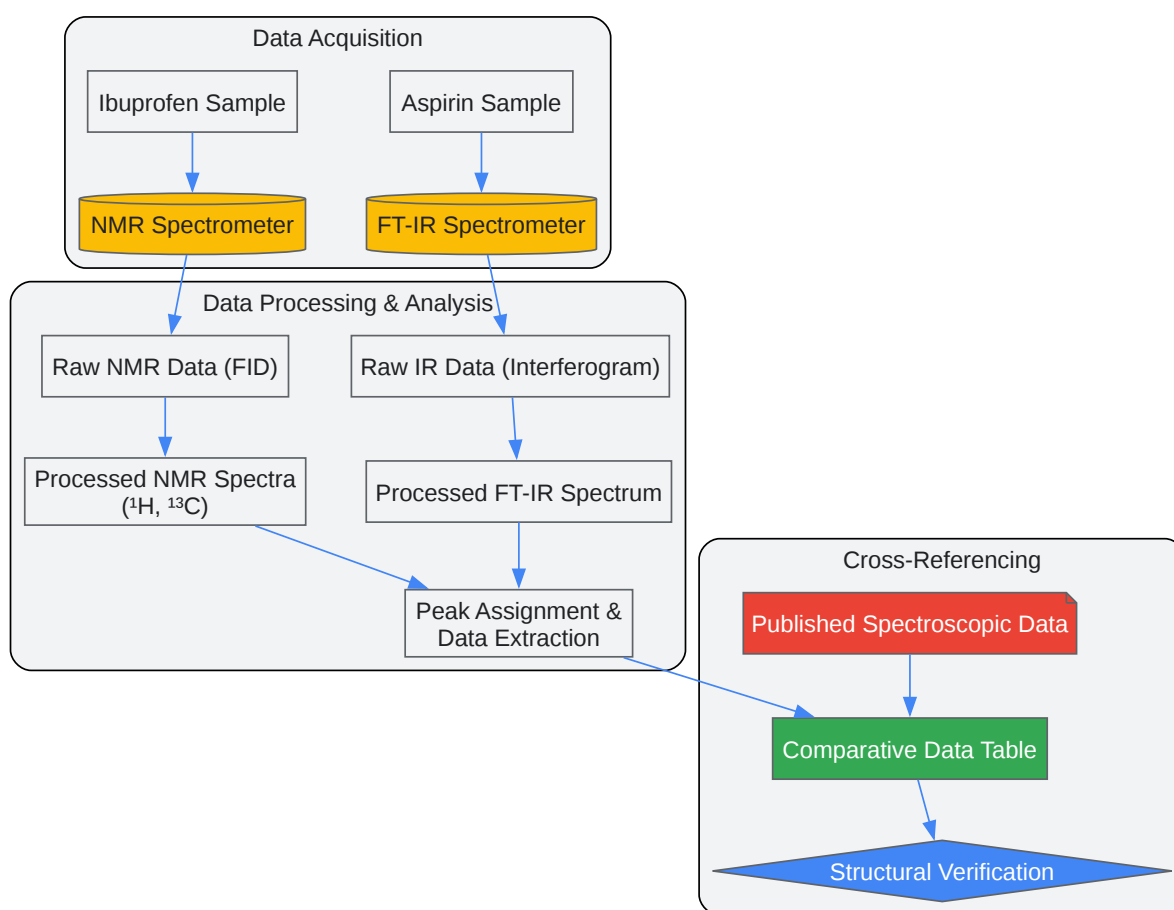 Data Acquisition
Ibuprofen Sample
Aspirin Sample
NMR Spectrometer
FT-IR Spectrometer
Data Processing & Analysis
Raw NMR Data (FID)
Raw IR Data (Interferogram)
Processed NMR Spectra
(¹H, ¹³C)
Processed FT-IR Spectrum
Peak Assignment &
Data Extraction
Cross-Referencing
Published Spectroscopic Data
Comparative Data Table
Structural Verification